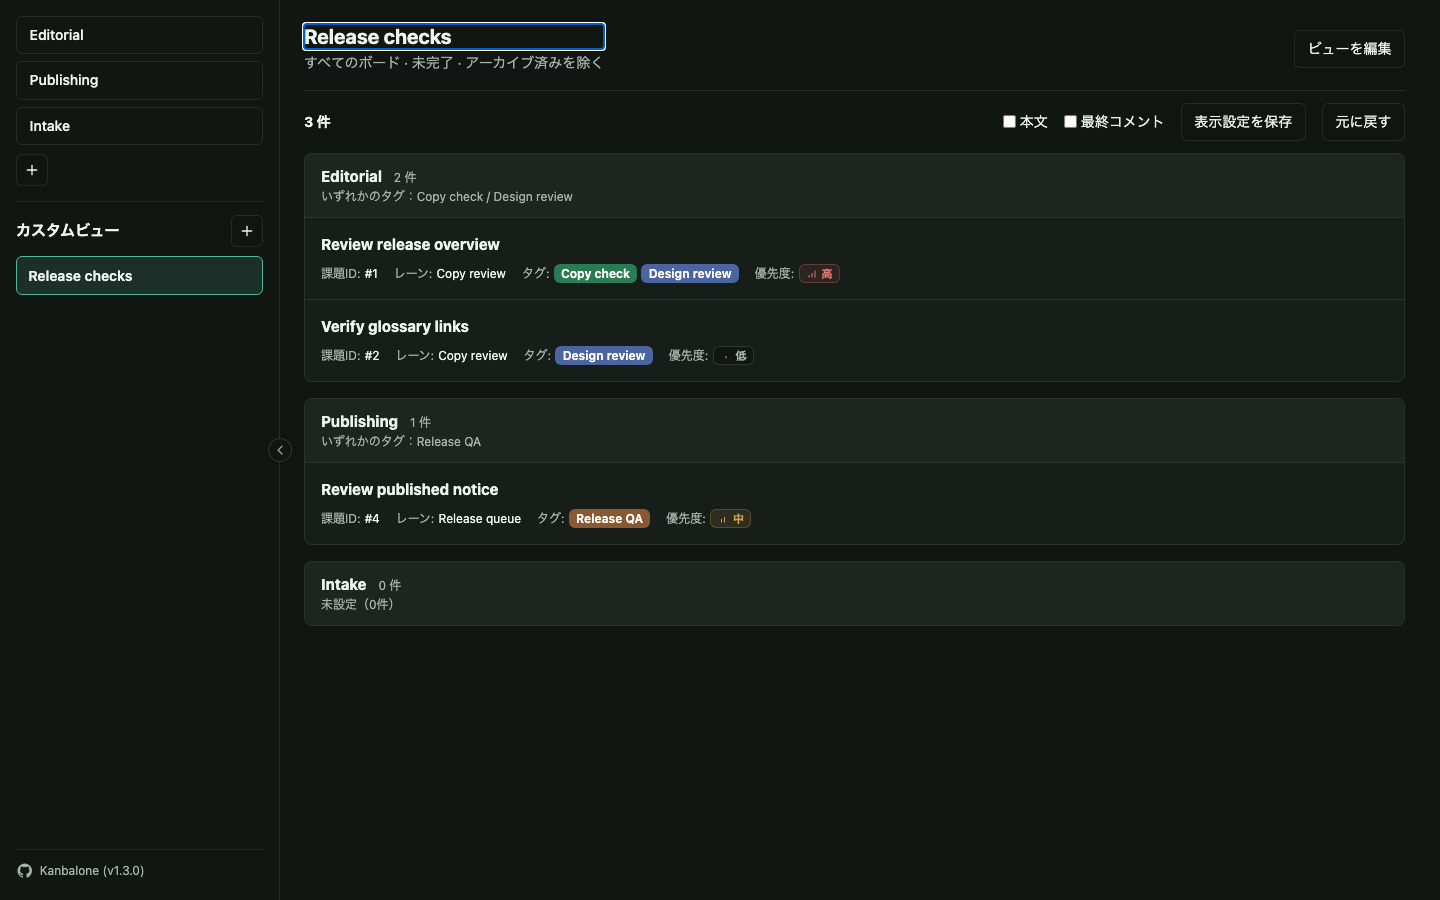 Editorial
Publishing
Intake
+
カスタムビュー
+
Release checks
Kanbalone (v1.3.0)
Release checks
すべてのボード · 未完了 · アーカイブ済みを除く
ビューを編集
3 件
本文
最終コメント
表示設定を保存
元に戻す
Editorial 2 件
いずれかのタグ：Copy check / Design review
Review release overview
課題ID: #1 レーン: Copy review タグ: Copy check Design review 優先度: 高
Verify glossary links
課題ID: #2 レーン: Copy review タグ: Design review 優先度: 低
Publishing 1 件
いずれかのタグ：Release QA
Review published notice
課題ID: #4 レーン: Release queue タグ: Release QA 優先度: 中
Intake 0 件
未設定（0件）